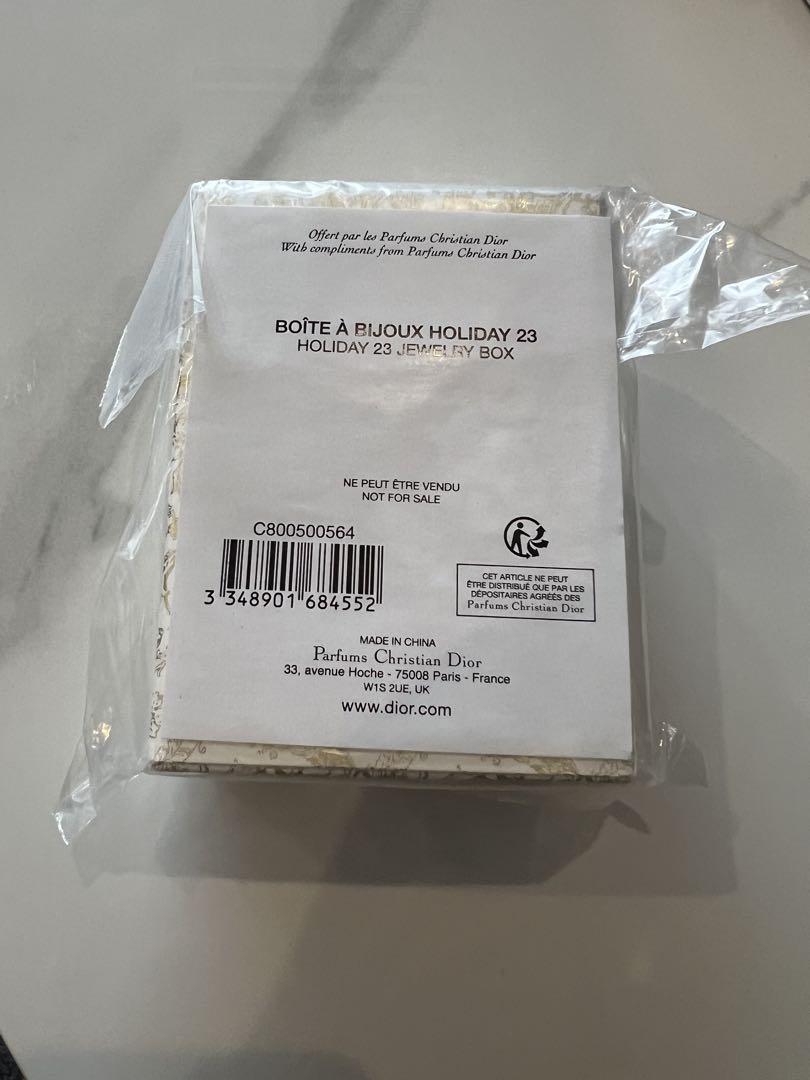 Offert par les Parfums Christian Dior
With compliments from Parfums Christian Dior
BOÎTE À BIJOUX HOLIDAY 23
HOLIDAY 23 JEWELRY BOX
NE PEUT ÊTRE VENDU
NOT FOR SALE
C800500564
3 348901 684552
CET ARTICLE NE PEUT
ÊTRE DISTRIBUÉ QUE PAR LES
DÉPOSITAIRES AGRÉÉS DES
Parfums Christian Dior
MADE IN CHINA
Parfums Christian Dior
33, avenue Hoche - 75008 Paris - France
W1S 2UE, UK
www.dior.com